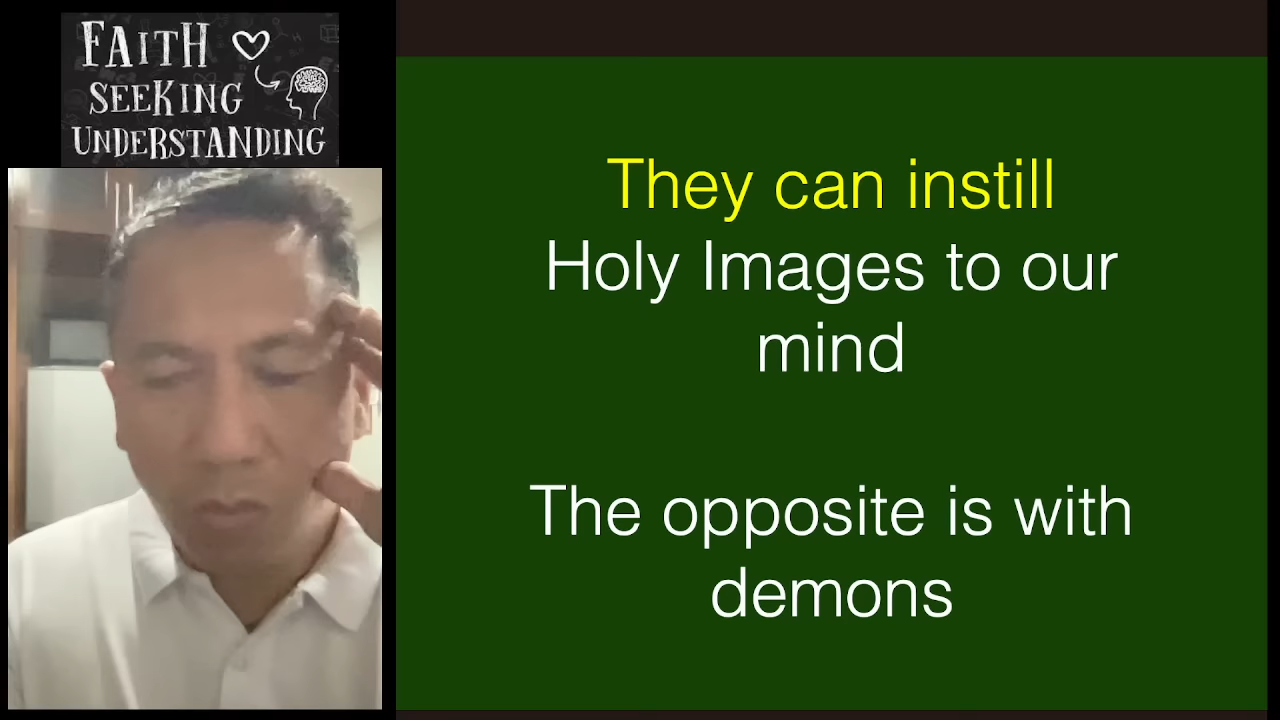 FAITH
SEEKING
UNDERSTANDING
They can instill
Holy Images to our
mind
The opposite is with
demons